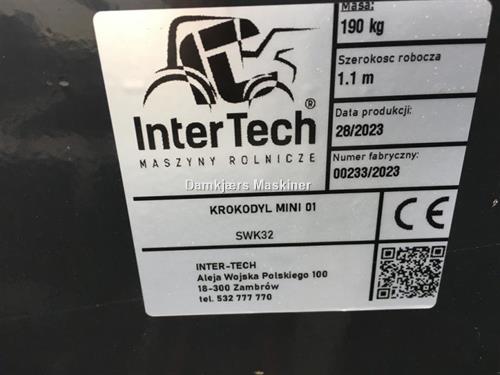 InterTech®
MASZYNY ROLNICZE
Masa:
190 kg
Szerokosc robocza
1.1 m
Data produkcji:
28/2023
Numer fabryczny:
00233/2023
Damkjærs Maskiner
KROKODYL MINI 01
SWK32
CE
INTER-TECH
Aleja Wojska Polskiego 100
18-300 Zambrów
tel. 532 777 770